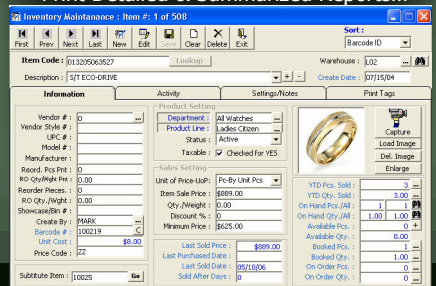 Print Detailed & Summarized Reports...
Inventory Maintanance : Item #: 1 of 508
First Prev Next Last New Edit Save Clear Delete Exit
Sort :
Barcode ID
Item Code : 013205063527 Lookup Warehouse : L02 ...
Description : S/T ECO-DRIVE + - Create Date : 07/15/04
Information Activity Settings/Notes Print Tags
Product Setting
Vendor # : 0 ...
Vendor Style # :
UPC # :
Model # :
Manufacturer :
Reord. Pcs Pnt : 0
RO Qty/Wght Pnt : 0.00
Reorder Pieces. : 0
RO Qty./Wght : 0.00
Showcase/Bin # :
Create By : MARK ...
Barcode # : 100219 C
Unit Cost : $8.00
Price Code : ZZ
Subtitute Item : 10025 Go
Department : All Watches ...
Product Line : Ladies Citizen ...
Status : Active
Taxable : Checked for YES
Sales Setting
Unit of Price-UoP: Pc-By Unit Pcs
Item Sale Price : $889.00
Qty./Weight : 0.00
Discount % : 0
Minimum Price : $625.00
Last Sold Price : $889.00
Last Purchased Date :
Last Sold Date : 05/10/06
Sold After Days : 0
Capture
Load Image
Del. Image
Enlarge
YTD Pcs. Sold : 3 ...
YTD Qty. Sold : 3.00 ...
On Hand Pcs./All : 1 1
On Hand Qty./All : 1.00 1.00
Available Pcs. : 0 +
Available Qty. : 0.00
Booked Pcs. : 1 ...
Booked Qty. : 1.00 ...
On Order Pcs. : 0 ...
On Order Qty. : 0 ...